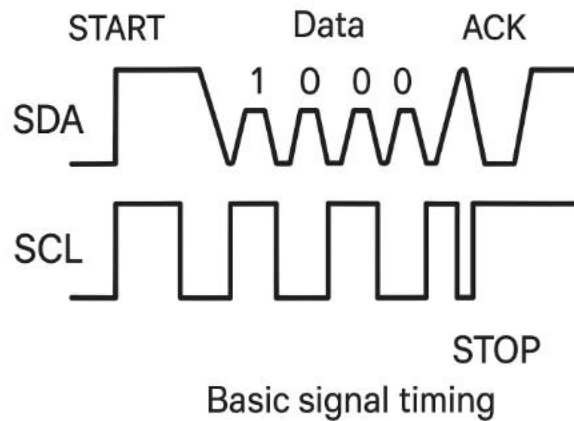 START Data ACK
1 0 0 0
SDA
SCL
STOP
Basic signal timing